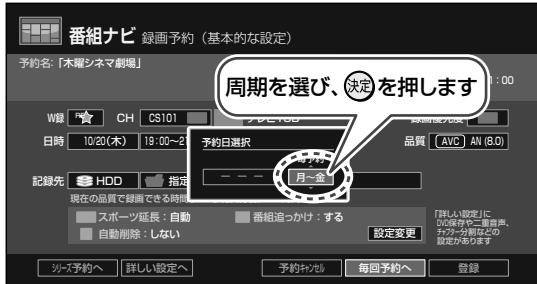 番組ナビ 録画予約(基本的な設定)
予約名:「木曜シネマ劇場」
周期を選び、決定を押します
:00
W録 CH CS101
日時 10/20(木) 19:00~21 品質 AVC AN (8.0)
予約日選択
毎予約
--- 月~金
記録先 HDD 指定
現在の品質で録画できる時間
スポーツ延長:自動 番組追っかけ:する
自動削除:しない 設定変更
「詳しい設定」に
DVD保存や二重音声、
チャプター分割などの
設定があります
シリーズ予約へ 詳しい設定へ 予約キャンセル 毎回予約へ 登録